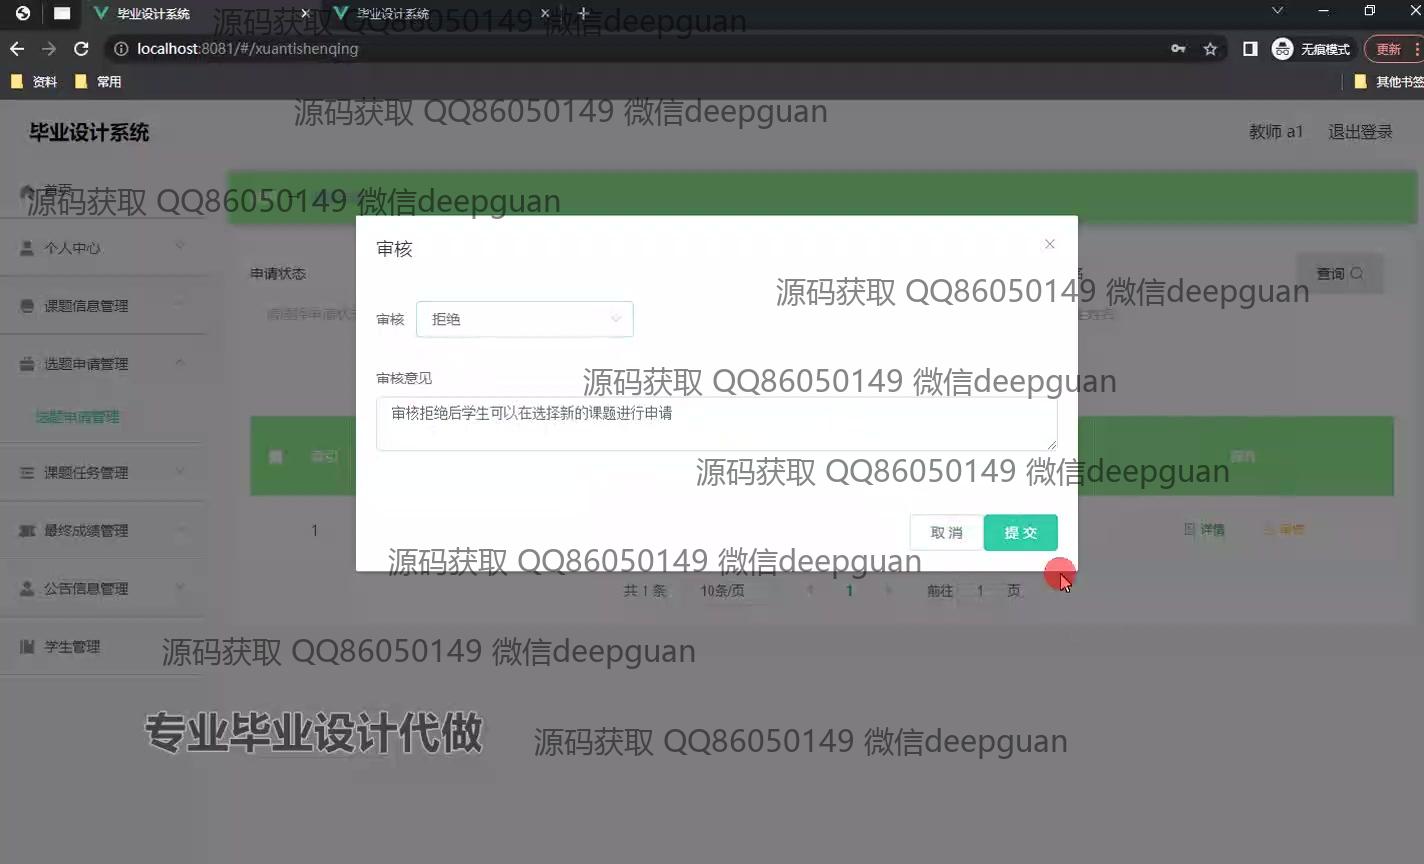 毕业设计系统
毕业设计系统
localhost:8081/#/xuantishenqing
无痕模式
更新
资料
常用
其他书签
源码获取 QQ86050149 微信deepguan
源码获取 QQ86050149 微信deepguan
毕业设计系统
教师 a1
退出登录
首页
源码获取 QQ86050149 微信deepguan
个人中心
课题信息管理
选题申请管理
选题申请管理
课题任务管理
最终成绩管理
公告信息管理
学生管理
申请状态
查询
源码获取 QQ86050149 微信deepguan
审核
审核
拒绝
源码获取 QQ86050149 微信deepguan
审核意见
审核拒绝后学生可以在选择新的课题进行申请
源码获取 QQ86050149 微信deepguan
索引
操作
1
详情
审核
取消
提交
源码获取 QQ86050149 微信deepguan
共 1 条
10条/页
1
前往
1
页
源码获取 QQ86050149 微信deepguan
专业毕业设计代做
源码获取 QQ86050149 微信deepguan